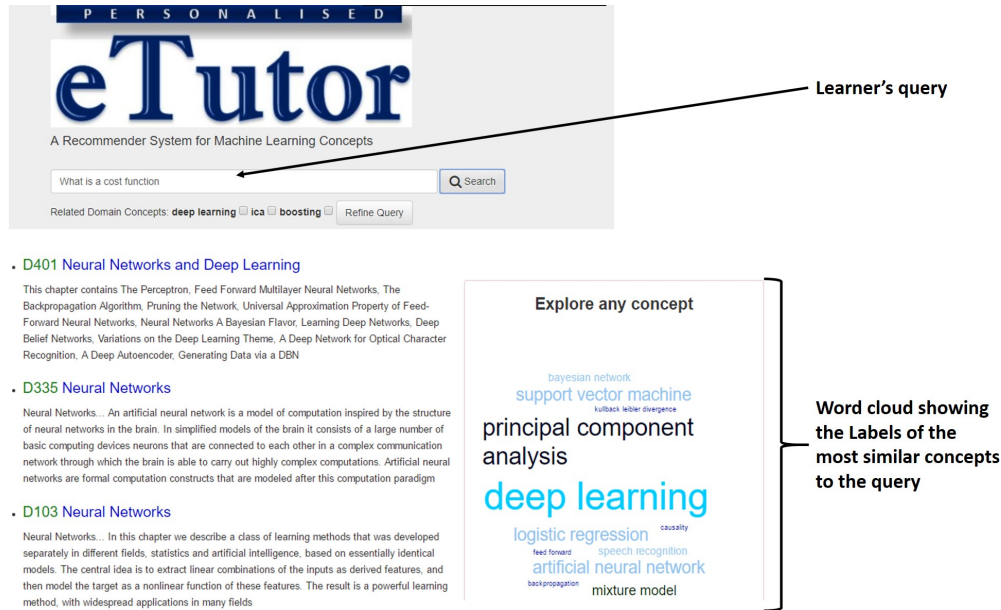 PERSONALISED
eTutor
A Recommender System for Machine Learning Concepts
What is a cost function
Search
Related Domain Concepts: deep learning ica boosting Refine Query
Learner's query
D401 Neural Networks and Deep Learning
This chapter contains The Perceptron, Feed Forward Multilayer Neural Networks, The
Backpropagation Algorithm, Pruning the Network, Universal Approximation Property of Feed-
Forward Neural Networks, Neural Networks A Bayesian Flavor, Learning Deep Networks, Deep
Belief Networks, Variations on the Deep Learning Theme, A Deep Network for Optical Character
Recognition, A Deep Autoencoder, Generating Data via a DBN
D335 Neural Networks
Neural Networks... An artificial neural network is a model of computation inspired by the structure
of neural networks in the brain. In simplified models of the brain it consists of a large number of
basic computing devices neurons that are connected to each other in a complex communication
network through which the brain is able to carry out highly complex computations. Artificial neural
networks are formal computation constructs that are modeled after this computation paradigm
D103 Neural Networks
Neural Networks... In this chapter we describe a class of learning methods that was developed
separately in different fields, statistics and artificial intelligence, based on essentially identical
models. The central idea is to extract linear combinations of the inputs as derived features, and
then model the target as a nonlinear function of these features. The result is a powerful learning
method, with widespread applications in many fields
Explore any concept
bayesian network
support vector machine
kullback leibler divergence
principal component
analysis
deep learning
logistic regression
causality
feed forward
speech recognition
artificial neural network
backpropagation
mixture model
Word cloud showing
the Labels of the
most similar concepts
to the query